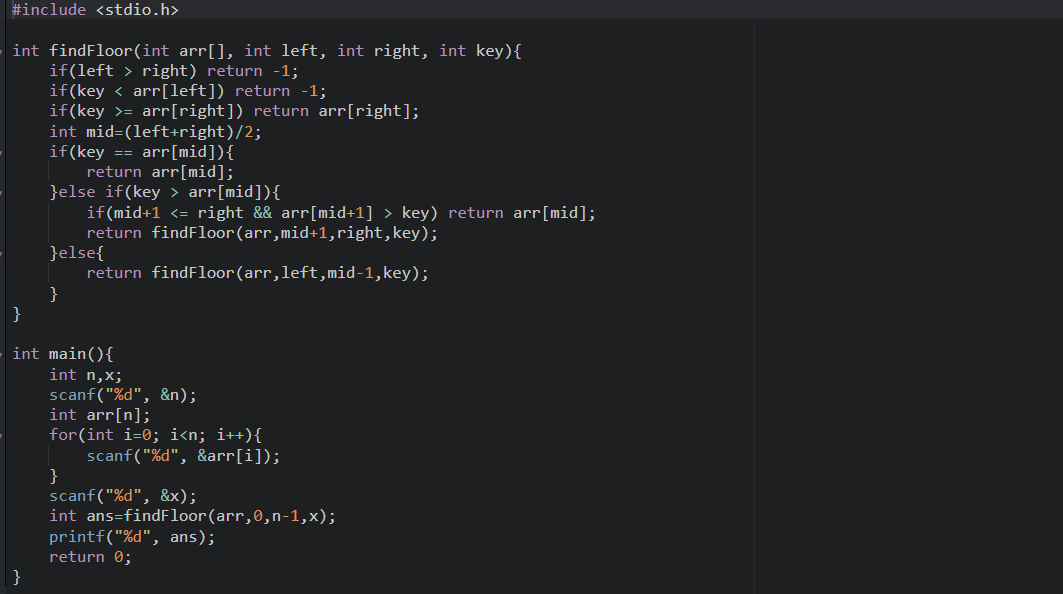 #include <stdio.h>

int findFloor(int arr[], int left, int right, int key){
    if(left > right) return -1;
    if(key < arr[left]) return -1;
    if(key >= arr[right]) return arr[right];
    int mid=(left+right)/2;
    if(key == arr[mid]){
        return arr[mid];
    }else if(key > arr[mid]){
        if(mid+1 <= right && arr[mid+1] > key) return arr[mid];
        return findFloor(arr,mid+1,right,key);
    }else{
        return findFloor(arr,left,mid-1,key);
    }
}

int main(){
    int n,x;
    scanf("%d", &n);
    int arr[n];
    for(int i=0; i<n; i++){
        scanf("%d", &arr[i]);
    }
    scanf("%d", &x);
    int ans=findFloor(arr,0,n-1,x);
    printf("%d", ans);
    return 0;
}